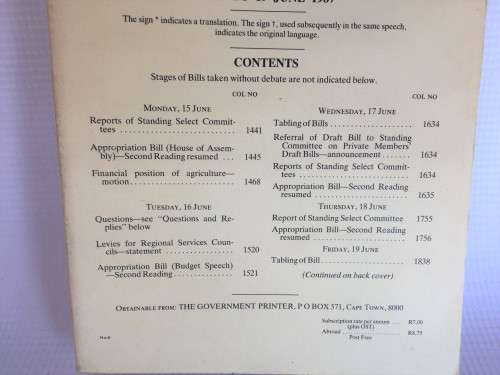 JUNE 1987
The sign * indicates a translation. The sign †, used subsequently in the same speech,
indicates the original language.
CONTENTS
Stages of Bills taken without debate are not indicated below.
COL NO
MONDAY, 15 JUNE
Reports of Standing Select Commit-
tees ........................... 1441
Appropriation Bill (House of Assem-
bly)—Second Reading resumed ... 1445
Financial position of agriculture—
motion ......................... 1468
TUESDAY, 16 JUNE
Questions—see "Questions and Re-
plies" below
Levies for Regional Services Coun-
cils—statement ................. 1520
Appropriation Bill (Budget Speech)
—Second Reading ................ 1521
COL NO
WEDNESDAY, 17 JUNE
Tabling of Bills ................. 1634
Referral of Draft Bill to Standing
Committee on Private Members'
Draft Bills—announcement ....... 1634
Reports of Standing Select Commit-
tees ........................... 1634
Appropriation Bill—Second Reading
resumed ........................ 1635
THURSDAY, 18 JUNE
Report of Standing Select Committee 1755
Appropriation Bill—Second Reading
resumed ........................ 1756
FRIDAY, 19 JUNE
Tabling of Bill .................. 1838
(Continued on back cover)
OBTAINABLE FROM: THE GOVERNMENT PRINTER, P O BOX 571, CAPE TOWN, 8000
Subscription rate per annum ... R7,00
(plus GST)
Abroad ................ R8,75
Post Free